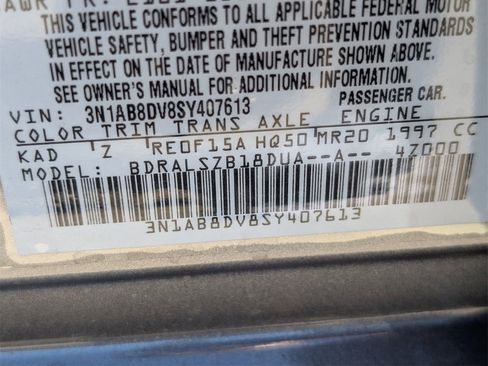 THIS VEHICLE CONFORMS TO ALL APPLICABLE FEDERAL MOTOR
VEHICLE SAFETY, BUMPER AND THEFT PREVENTION STANDARDS
IN EFFECT ON THE DATE OF MANUFACTURE SHOWN ABOVE.
SEE OWNER'S MANUAL FOR ADDITIONAL INFORMATION.
VIN: 3N1AB8DV8SY407613 PASSENGER CAR.
COLOR TRIM TRANS AXLE ENGINE
KAD Z RE0F15A HQ50 MR20 1997 CC
MODEL: BDRALSZB18DUA--A-- 47000
3N1AB8DV8SY407613